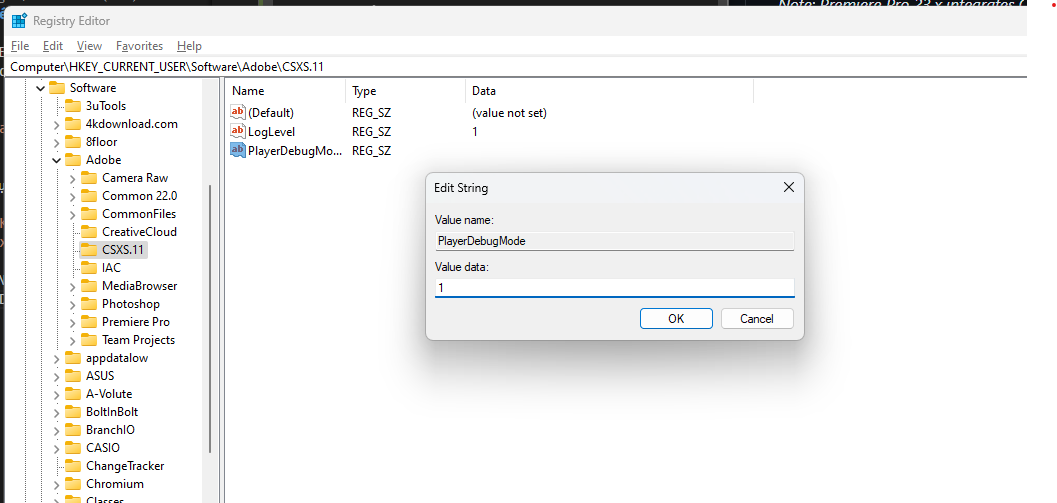 Note: Premiere Pro 23.x integrates
Registry Editor
File Edit View Favorites Help
Computer\HKEY_CURRENT_USER\Software\Adobe\CSXS.11
Name Type Data
Software
3uTools
4kdownload.com
8floor
Adobe
Camera Raw
Common 22.0
CommonFiles
CreativeCloud
CSXS.11
IAC
MediaBrowser
Photoshop
Premiere Pro
Team Projects
appdatalow
ASUS
A-Volute
BoltInBolt
BranchIO
CASIO
ChangeTracker
Chromium
Classes
ab (Default) REG_SZ (value not set)
ab LogLevel REG_SZ 1
ab PlayerDebugMo... REG_SZ
Edit String
Value name:
PlayerDebugMode
Value data:
1
OK Cancel